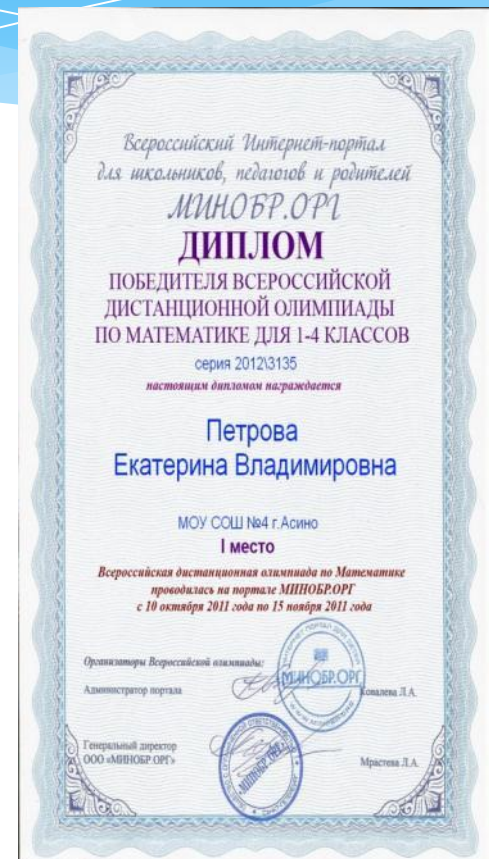 Всероссийский Интернет-портал
для школьников, педагогов и родителей
МИНОБР.ОРГ
ДИПЛОМ
ПОБЕДИТЕЛЯ ВСЕРОССИЙСКОЙ
ДИСТАНЦИОННОЙ ОЛИМПИАДЫ
ПО МАТЕМАТИКЕ ДЛЯ 1-4 КЛАССОВ
серия 2012\3135
настоящим дипломом награждается
Петрова
Екатерина Владимировна
МОУ СОШ №4 г.Асино
I место
Всероссийская дистанционная олимпиада по Математике
проводилась на портале МИНОБР.ОРГ
с 10 октября 2011 года по 15 ноября 2011 года
Организаторы Всероссийской олимпиады:
Администратор портала
МИНОБР.ОРГ
Ковалева Л.А.
Генеральный директор
ООО «МИНОБР.ОРГ»
«МИНОБР.ОРГ»
Мрастева Л.А.